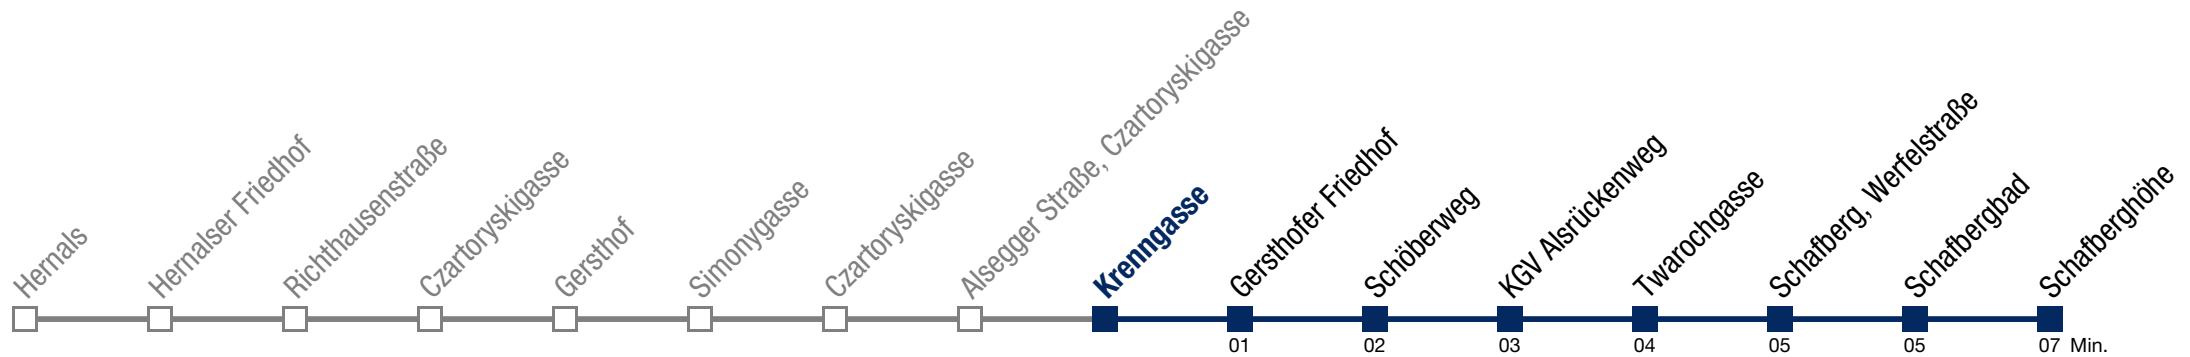 Hernals
Hernalser Friedhof
Richthausenstraße
Czartoryskigasse
Gersthof
Simonygasse
Czartoryskigasse
Alsegger Straße, Czartoryskigasse
Krenngasse
Gersthofer Friedhof
Schöberweg
KGV Alsrückenweg
Twarochgasse
Schafberg, Werfelstraße
Schafbergbad
Schafberghöhe
01 02 03 04 05 05 07 Min.